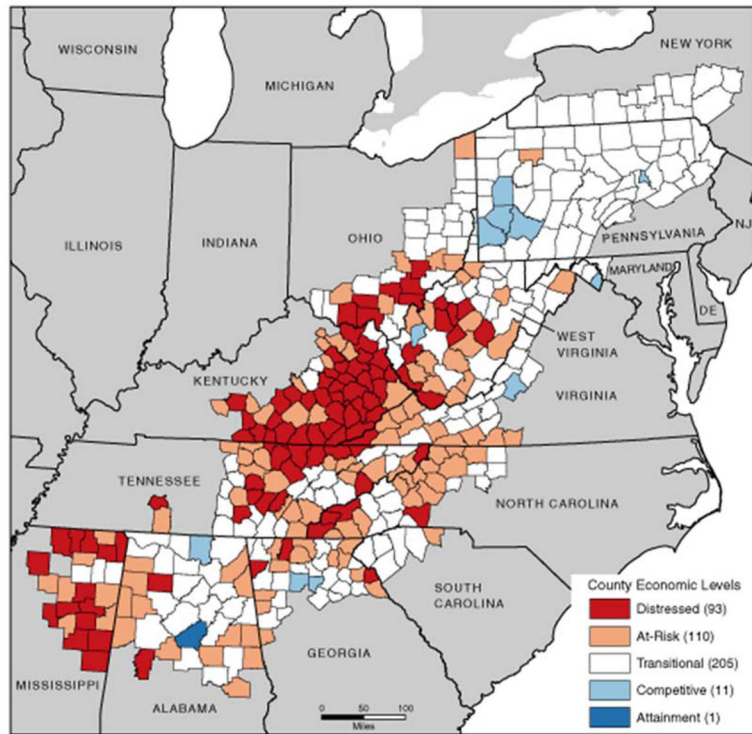 WISCONSIN
MICHIGAN
NEW YORK
ILLINOIS
INDIANA
OHIO
PENNSYLVANIA
NJ
MARYLAND
DE
WEST
VIRGINIA
KENTUCKY
VIRGINIA
TENNESSEE
NORTH CAROLINA
SOUTH
CAROLINA
GEORGIA
MISSISSIPPI
ALABAMA
0 50 100
Miles
County Economic Levels
Distressed (93)
At-Risk (110)
Transitional (205)
Competitive (11)
Attainment (1)